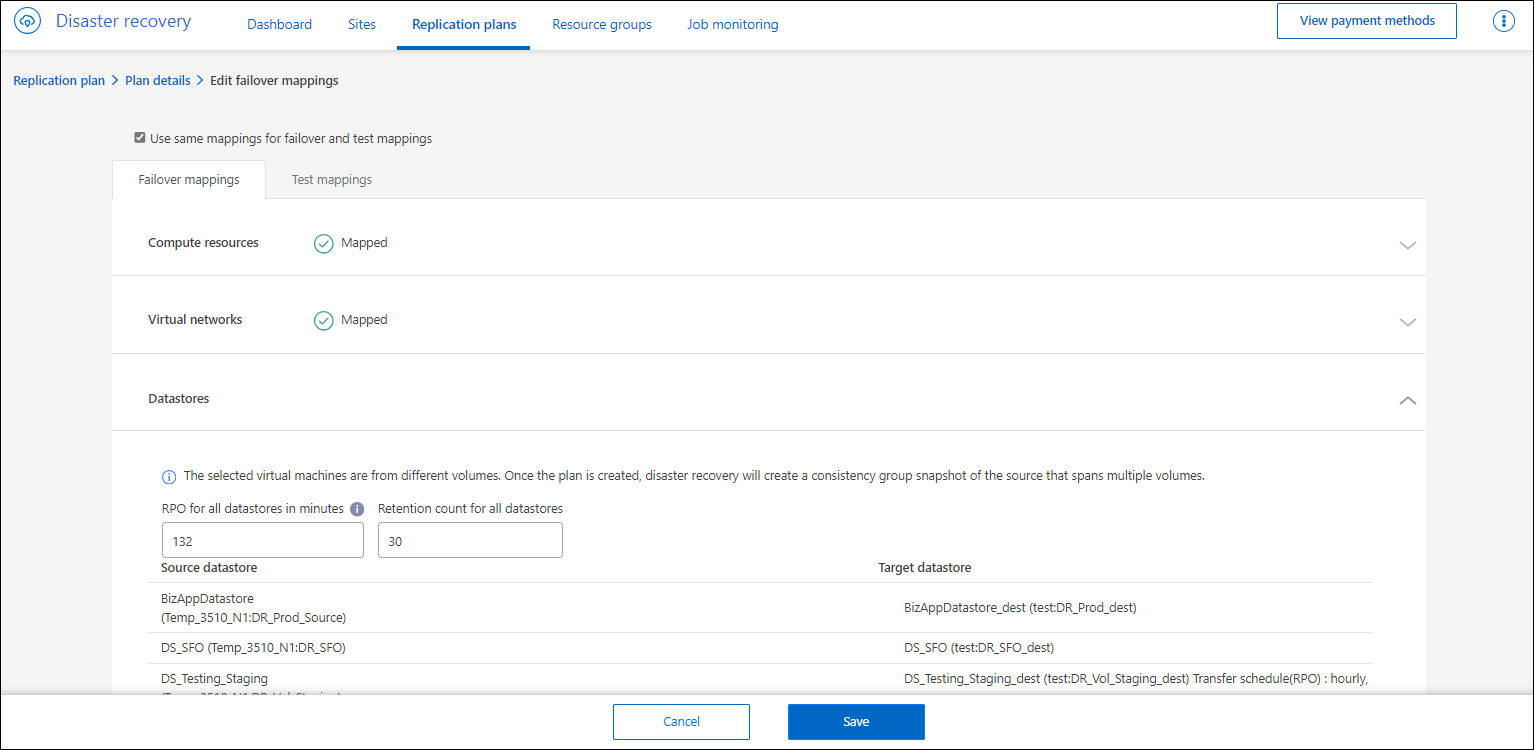 Disaster recovery
Dashboard
Sites
Replication plans
Resource groups
Job monitoring
View payment methods
Replication plan > Plan details > Edit failover mappings
Use same mappings for failover and test mappings
Failover mappings
Test mappings
Compute resources
Mapped
Virtual networks
Mapped
Datastores
The selected virtual machines are from different volumes. Once the plan is created, disaster recovery will create a consistency group snapshot of the source that spans multiple volumes.
RPO for all datastores in minutes
Retention count for all datastores
132
30
Source datastore
Target datastore
BizAppDatastore
(Temp_3510_N1:DR_Prod_Source)
BizAppDatastore_dest (test:DR_Prod_dest)
DS_SFO (Temp_3510_N1:DR_SFO)
DS_SFO (test:DR_SFO_dest)
DS_Testing_Staging
DS_Testing_Staging_dest (test:DR_Vol_Staging_dest) Transfer schedule(RPO) : hourly,
Cancel
Save